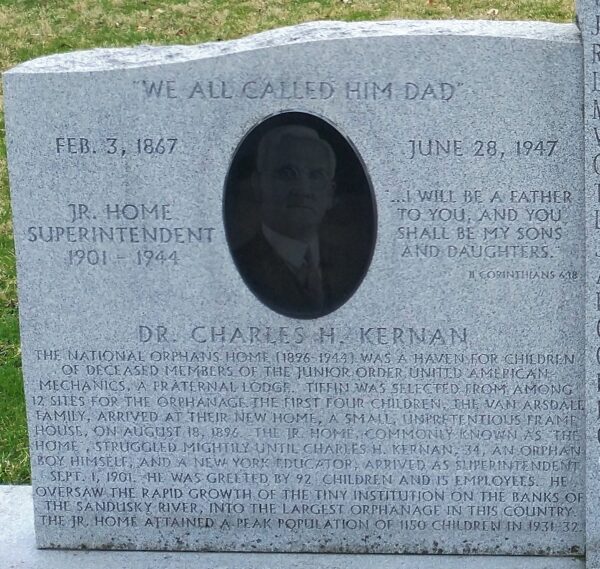 "WE ALL CALLED HIM DAD"
FEB. 3, 1867
JUNE 28, 1947
JR. HOME
SUPERINTENDENT
1901 - 1944
"...I WILL BE A FATHER
TO YOU, AND YOU
SHALL BE MY SONS
AND DAUGHTERS."
II CORINTHIANS 6:18
DR. CHARLES H. KERNAN
THE NATIONAL ORPHANS HOME (1896-1944) WAS A HAVEN FOR CHILDREN
OF DECEASED MEMBERS OF THE JUNIOR ORDER UNITED AMERICAN
MECHANICS, A FRATERNAL LODGE. TIFFIN WAS SELECTED FROM AMONG
12 SITES FOR THE ORPHANAGE. THE FIRST FOUR CHILDREN, THE VAN ARSDALE
FAMILY, ARRIVED AT THEIR NEW HOME, A SMALL, UNPRETENTIOUS FRAME
HOUSE, ON AUGUST 18, 1896. THE JR. HOME, COMMONLY KNOWN AS "THE
HOME", STRUGGLED MIGHTILY UNTIL CHARLES H. KERNAN, 34, AN ORPHAN
BOY HIMSELF, AND A NEW YORK EDUCATOR, ARRIVED AS SUPERINTENDENT
SEPT. 1, 1901. HE WAS GREETED BY 92 CHILDREN AND 15 EMPLOYEES. HE
OVERSAW THE RAPID GROWTH OF THE TINY INSTITUTION ON THE BANKS OF
THE SANDUSKY RIVER, INTO THE LARGEST ORPHANAGE IN THIS COUNTRY.
THE JR. HOME ATTAINED A PEAK POPULATION OF 1150 CHILDREN IN 1931-32.